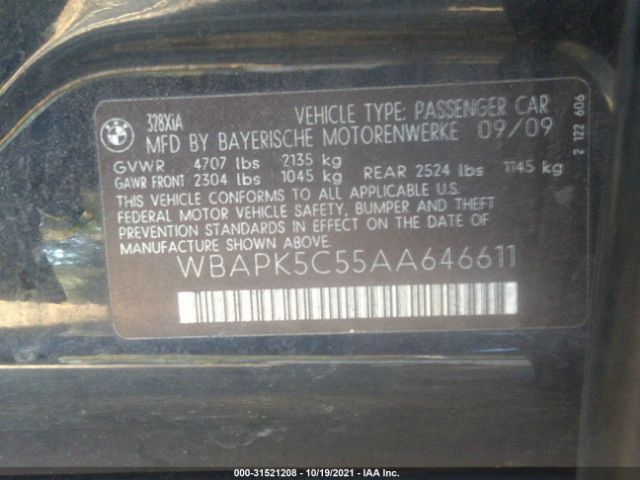 BMW
328XiA VEHICLE TYPE: PASSENGER CAR
MFD BY BAYERISCHE MOTORENWERKE 09/09
GVWR 4707 lbs 2135 kg
GAWR FRONT 2304 lbs 1045 kg REAR 2524 lbs 1145 kg
THIS VEHICLE CONFORMS TO ALL APPLICABLE U.S.
FEDERAL MOTOR VEHICLE SAFETY, BUMPER AND THEFT
PREVENTION STANDARDS IN EFFECT ON THE DATE OF
MANUFACTURE SHOWN ABOVE.
WBAPK5C55AA646611
2 122 606
000-31521208 - 10/19/2021 - IAA Inc.